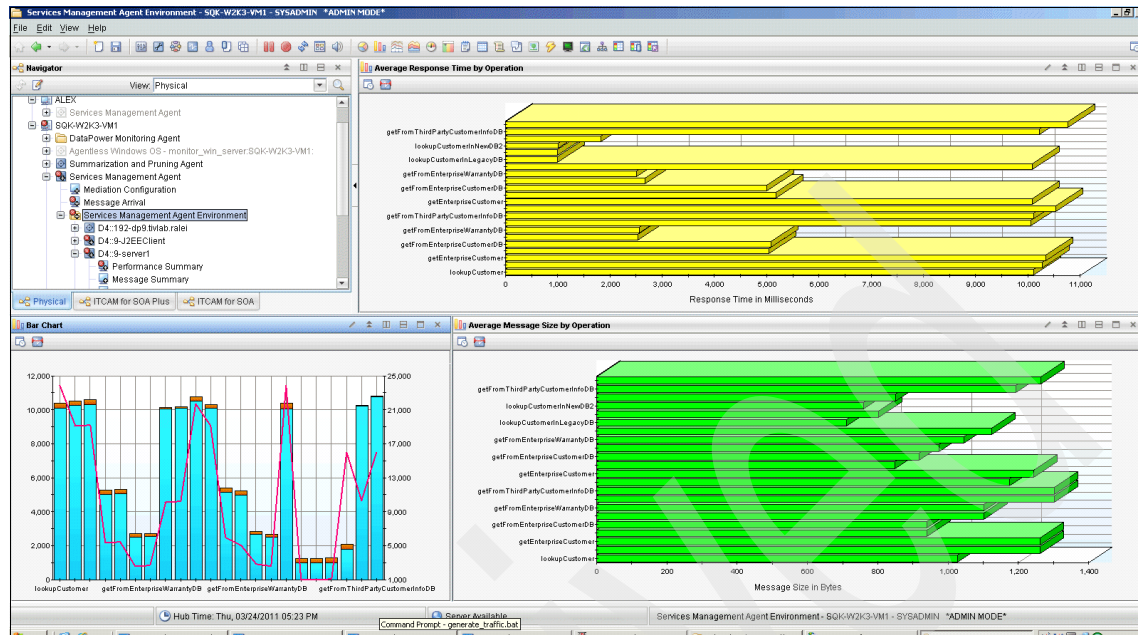 Services Management Agent Environment - SQK-W2K3-VM1 - SYSADMIN *ADMIN MODE*
File Edit View Help
Navigator
View: Physical
ALEX
Services Management Agent
SQK-W2K3-VM1
DataPower Monitoring Agent
Agentless Windows OS - monitor_win_server:SQK-W2K3-VM1:
Summarization and Pruning Agent
Services Management Agent
Mediation Configuration
Message Arrival
Services Management Agent Environment
D4::192-dp9.tivlab.ralei
D4::9-J2EEClient
D4::9-server1
Performance Summary
Message Summary
Physical ITCAM for SOA Plus ITCAM for SOA
Average Response Time by Operation
getFromThirdPartyCustomerInfoDB
lookupCustomerInNewDB2
lookupCustomerInLegacyDB
getFromEnterpriseWarrantyDB
getFromEnterpriseCustomerDB
getEnterpriseCustomer
getFromThirdPartyCustomerInfoDB
getFromEnterpriseWarrantyDB
getFromEnterpriseCustomerDB
getEnterpriseCustomer
lookupCustomer
0 1,000 2,000 3,000 4,000 5,000 6,000 7,000 8,000 9,000 10,000 11,000
Response Time in Milliseconds
Bar Chart
12,000 25,000
10,000 21,000
8,000 17,000
6,000 13,000
4,000 9,000
2,000 5,000
0 1,000
lookupCustomer getFromEnterpriseWarrantyDB getFromEnterpriseWarrantyDB getFromThirdPartyCustomerInfoDB
Average Message Size by Operation
getFromThirdPartyCustomerInfoDB
lookupCustomerInNewDB2
lookupCustomerInLegacyDB
getFromEnterpriseWarrantyDB
getFromEnterpriseCustomerDB
getEnterpriseCustomer
getFromThirdPartyCustomerInfoDB
getFromEnterpriseWarrantyDB
getFromEnterpriseCustomerDB
getEnterpriseCustomer
lookupCustomer
0 200 400 600 800 1,000 1,200 1,400
Message Size in Bytes
Hub Time: Thu, 03/24/2011 05:23 PM
Server Available
Services Management Agent Environment - SQK-W2K3-VM1 - SYSADMIN *ADMIN MODE*
Command Prompt - generate_traffic.bat